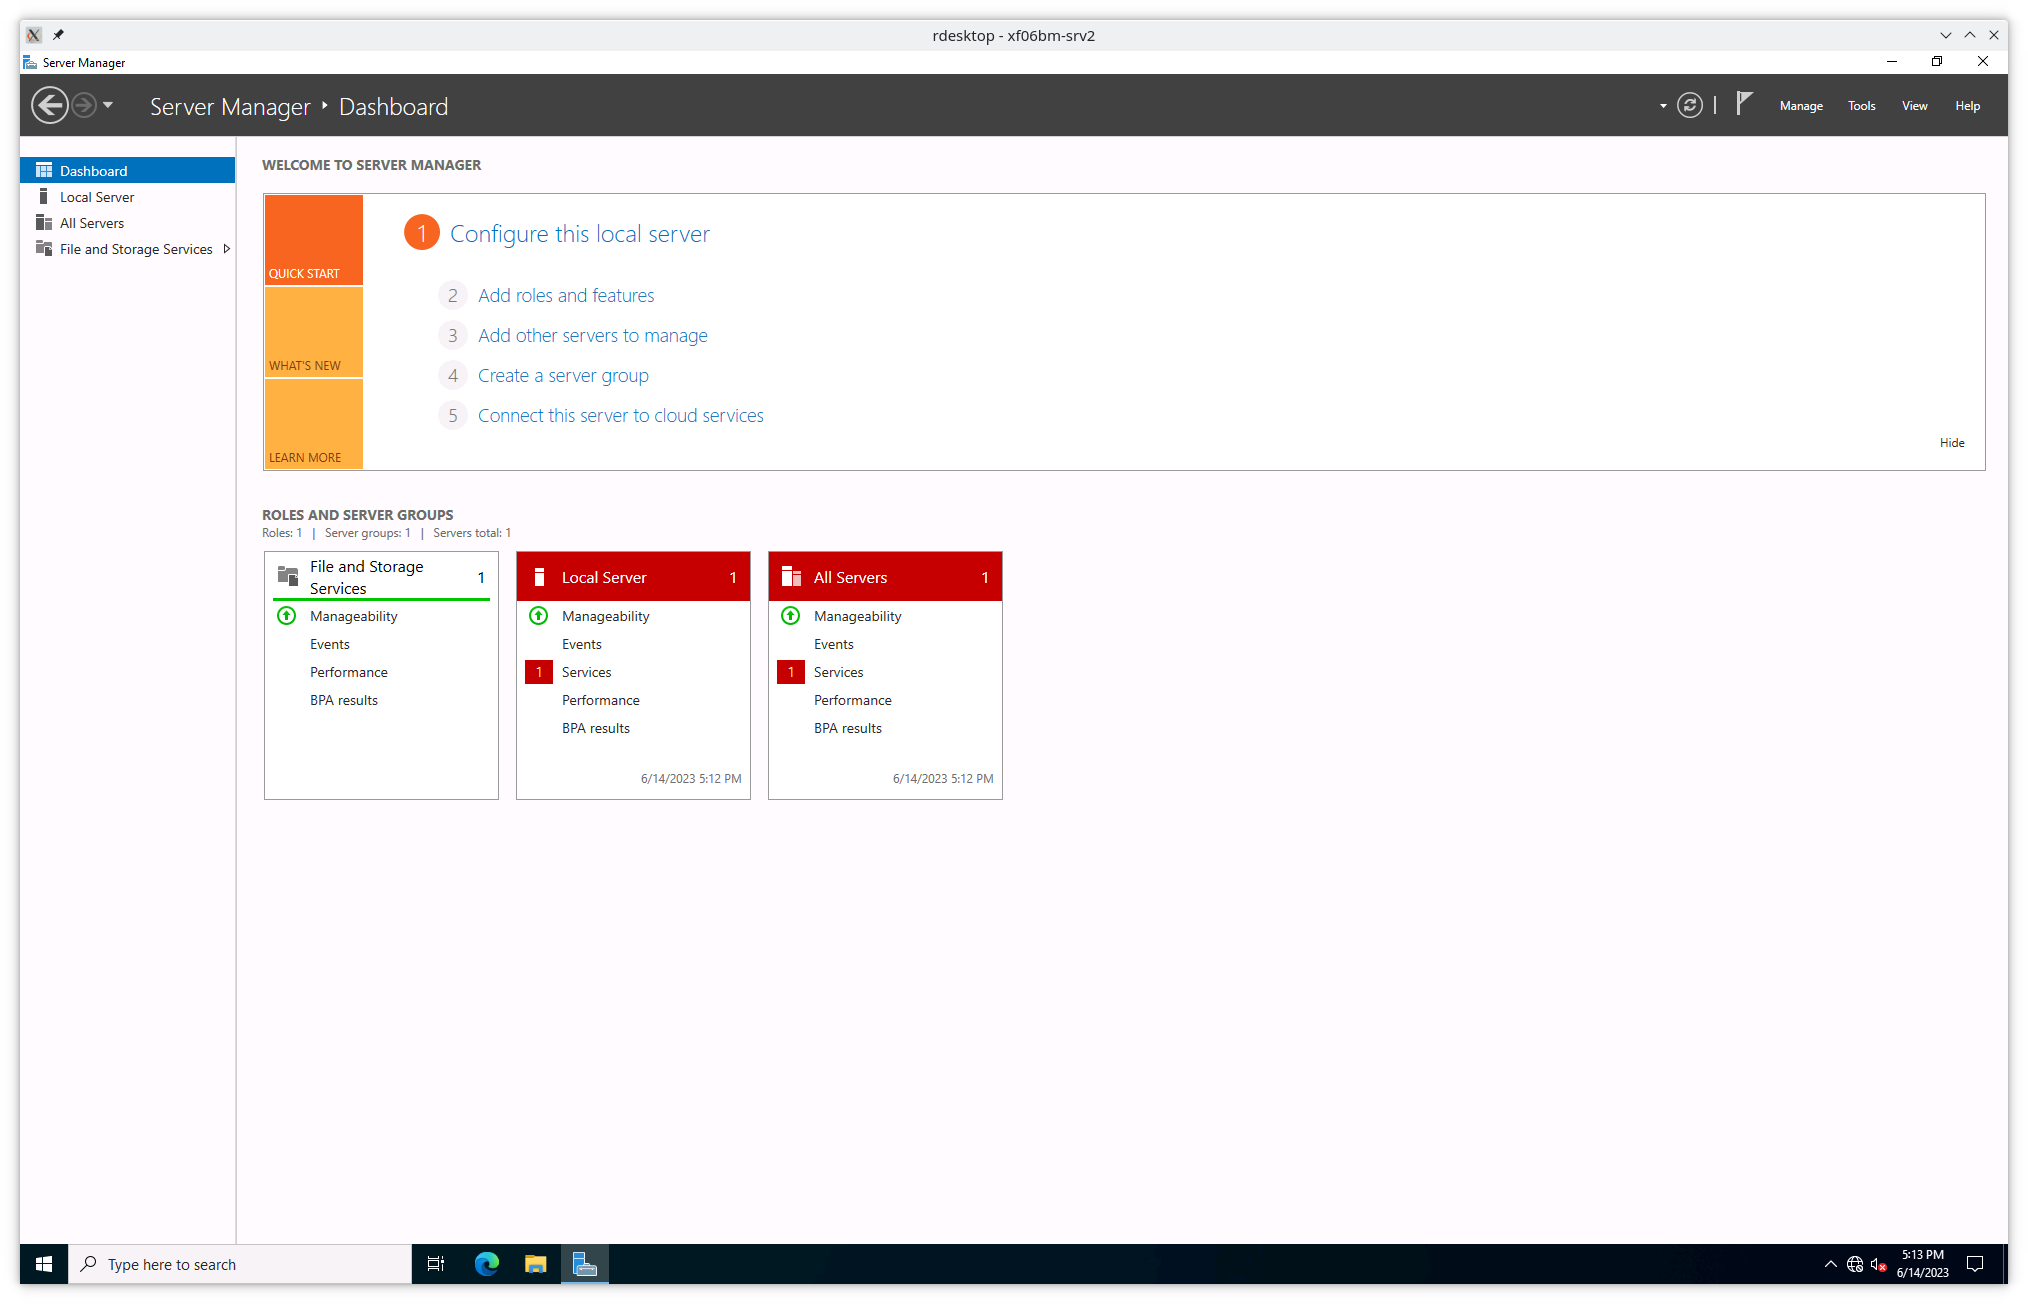 rdesktop - xf06bm-srv2
Server Manager
Server Manager ‣ Dashboard
Manage Tools View Help
Dashboard
Local Server
All Servers
File and Storage Services
WELCOME TO SERVER MANAGER
QUICK START
WHAT'S NEW
LEARN MORE
1 Configure this local server
2 Add roles and features
3 Add other servers to manage
4 Create a server group
5 Connect this server to cloud services
Hide
ROLES AND SERVER GROUPS
Roles: 1 | Server groups: 1 | Servers total: 1
File and Storage Services 1
Manageability
Events
Performance
BPA results
Local Server 1
Manageability
Events
1 Services
Performance
BPA results
6/14/2023 5:12 PM
All Servers 1
Manageability
Events
1 Services
Performance
BPA results
6/14/2023 5:12 PM
Type here to search
5:13 PM
6/14/2023